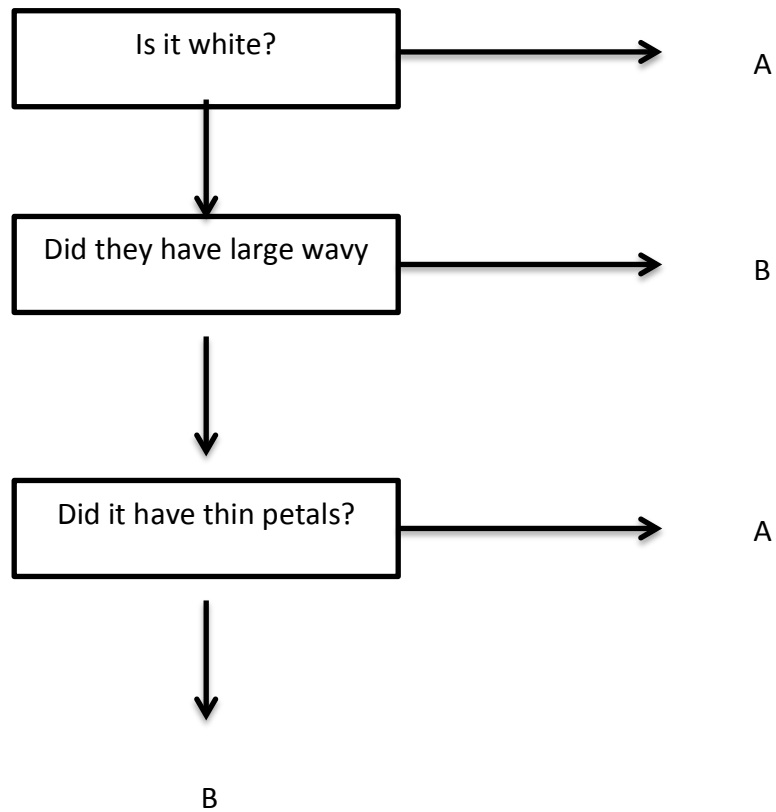 Is it white?
A
Did they have large wavy
B
Did it have thin petals?
A
B